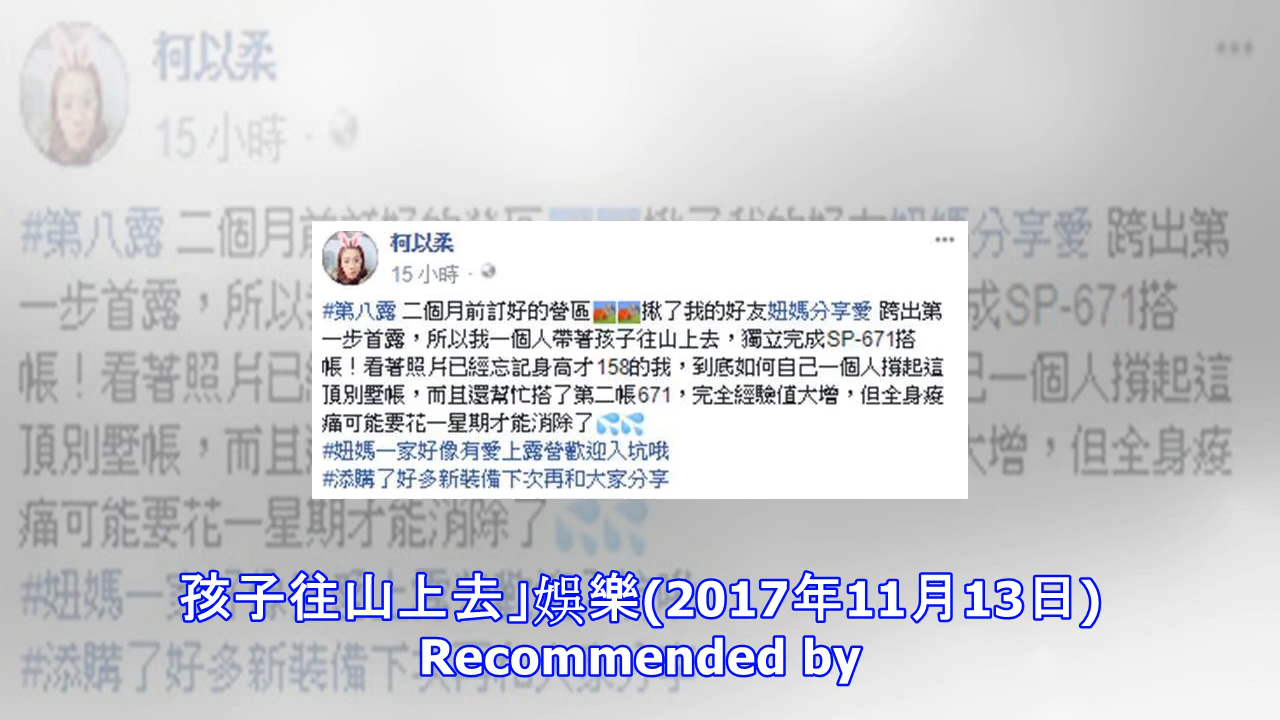 柯以柔
15 小時
#第八露 二個月前訂好的營區 揪了我的好友妞媽分享愛 跨出第
一步首露，所以我一個人帶著孩子往山上去，獨立完成SP-671搭
帳！看著照片已經忘記身高才158的我，到底如何自己一個人撐起這
頂別墅帳，而且還幫忙搭了第二帳671，完全經驗值大增，但全身痠
痛可能要花一星期才能消除了
#妞媽一家好像有愛上露營歡迎入坑哦
#添購了好多新裝備下次再和大家分享
孩子往山上去」娛樂(2017年11月13日)
Recommended by